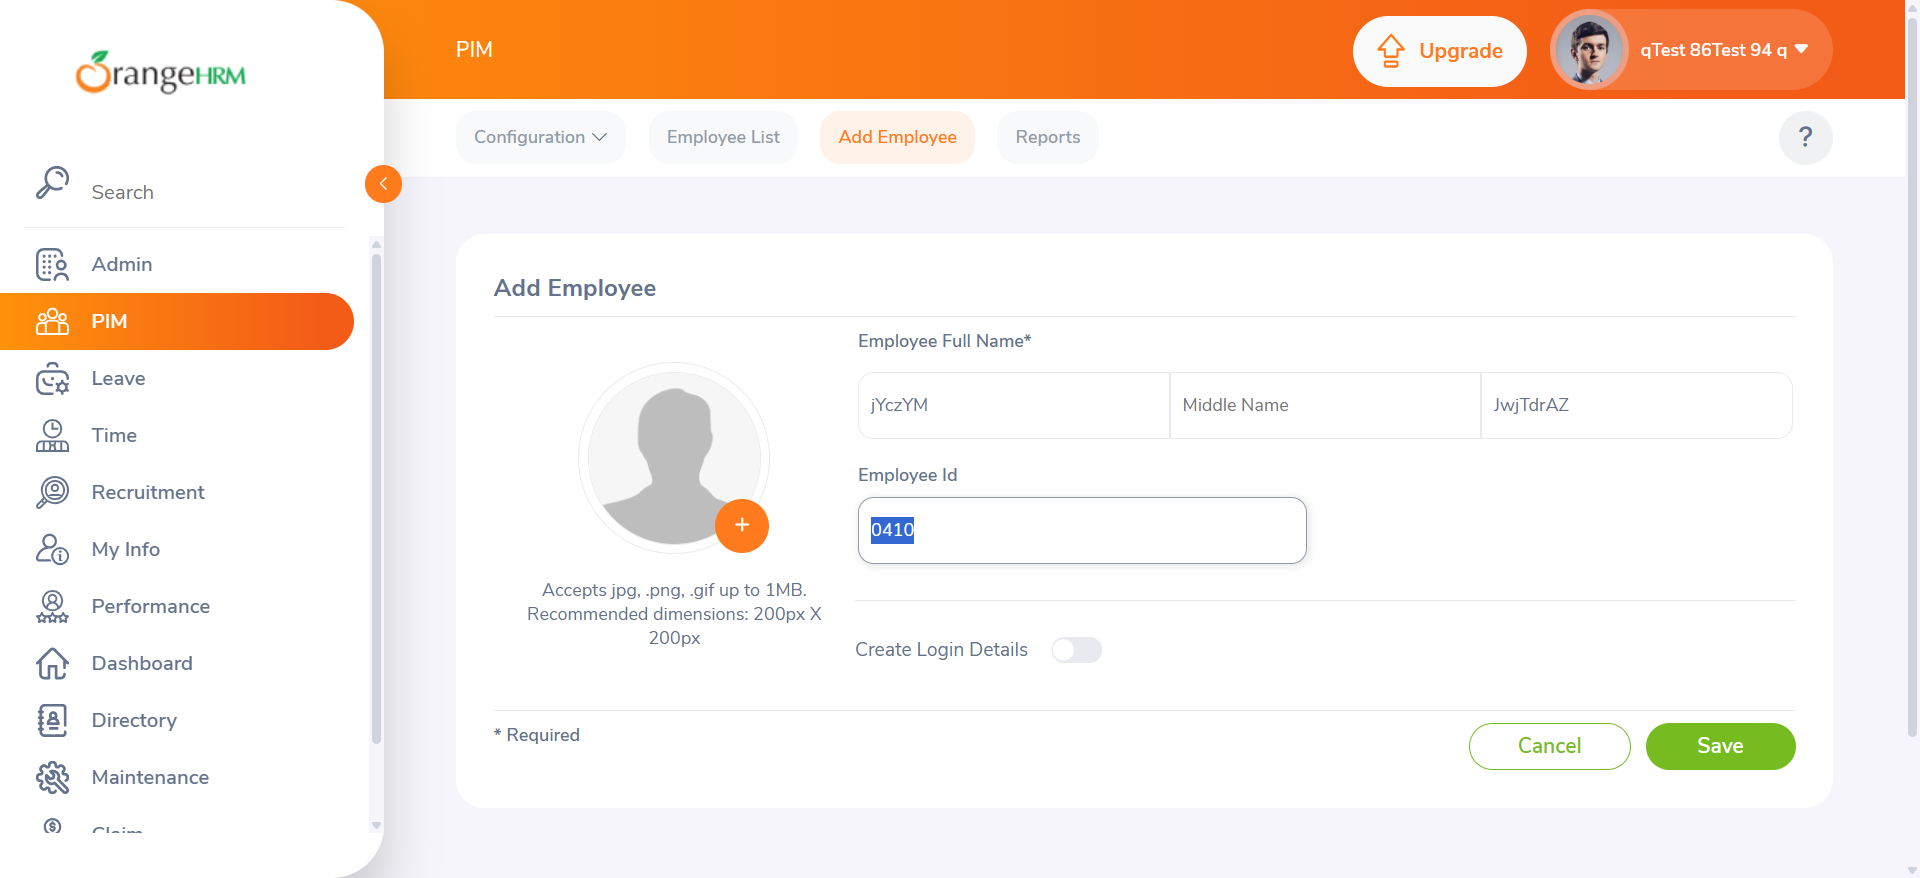 OrangeHRM
PIM
Upgrade
qTest 86Test 94 q
Configuration
Employee List
Add Employee
Reports
?
Search
Admin
PIM
Leave
Time
Recruitment
My Info
Performance
Dashboard
Directory
Maintenance
Claim
Add Employee
Employee Full Name*
jYczYM
Middle Name
JwjTdrAZ
Employee Id
0410
+
Accepts jpg, .png, .gif up to 1MB.
Recommended dimensions: 200px X
200px
Create Login Details
* Required
Cancel
Save